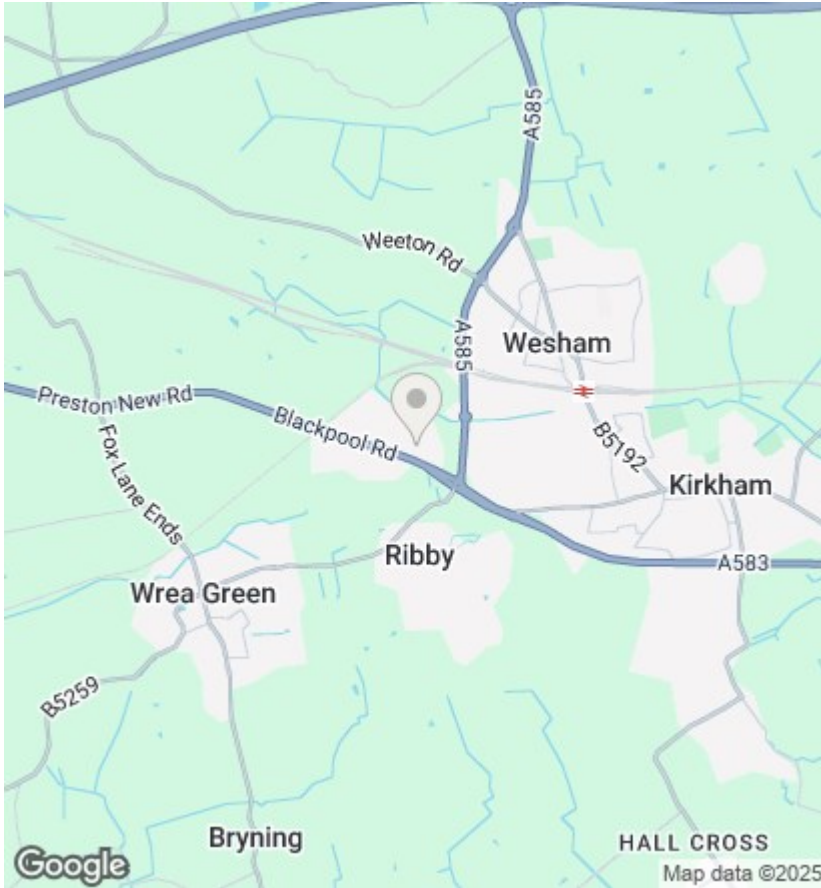 A585
Weeton Rd
A585
Wesham
Preston New Rd
Blackpool Rd
B5192
Fox Lane Ends
Kirkham
Ribby
A583
Wrea Green
B5259
Bryning
HALL CROSS
Google
Map data ©2025